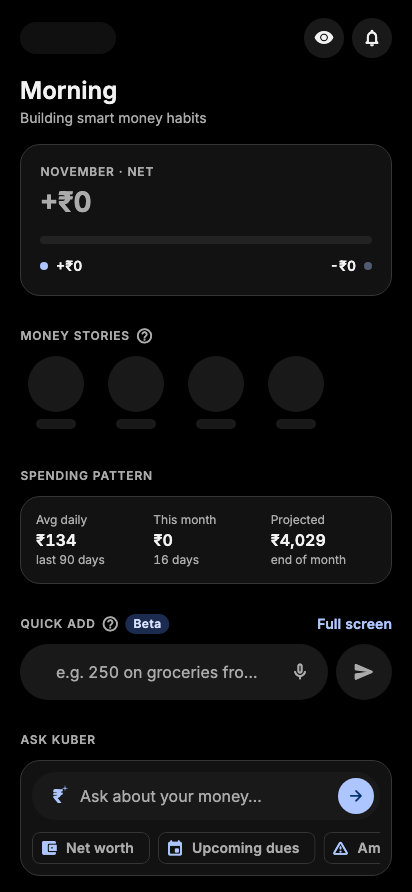 Morning
Building smart money habits
NOVEMBER · NET
+₹0
+₹0 -₹0
MONEY STORIES
SPENDING PATTERN
Avg daily This month Projected
₹134 ₹0 ₹4,029
last 90 days 16 days end of month
QUICK ADD Beta Full screen
e.g. 250 on groceries fro...
ASK KUBER
₹ Ask about your money...
Net worth Upcoming dues Am